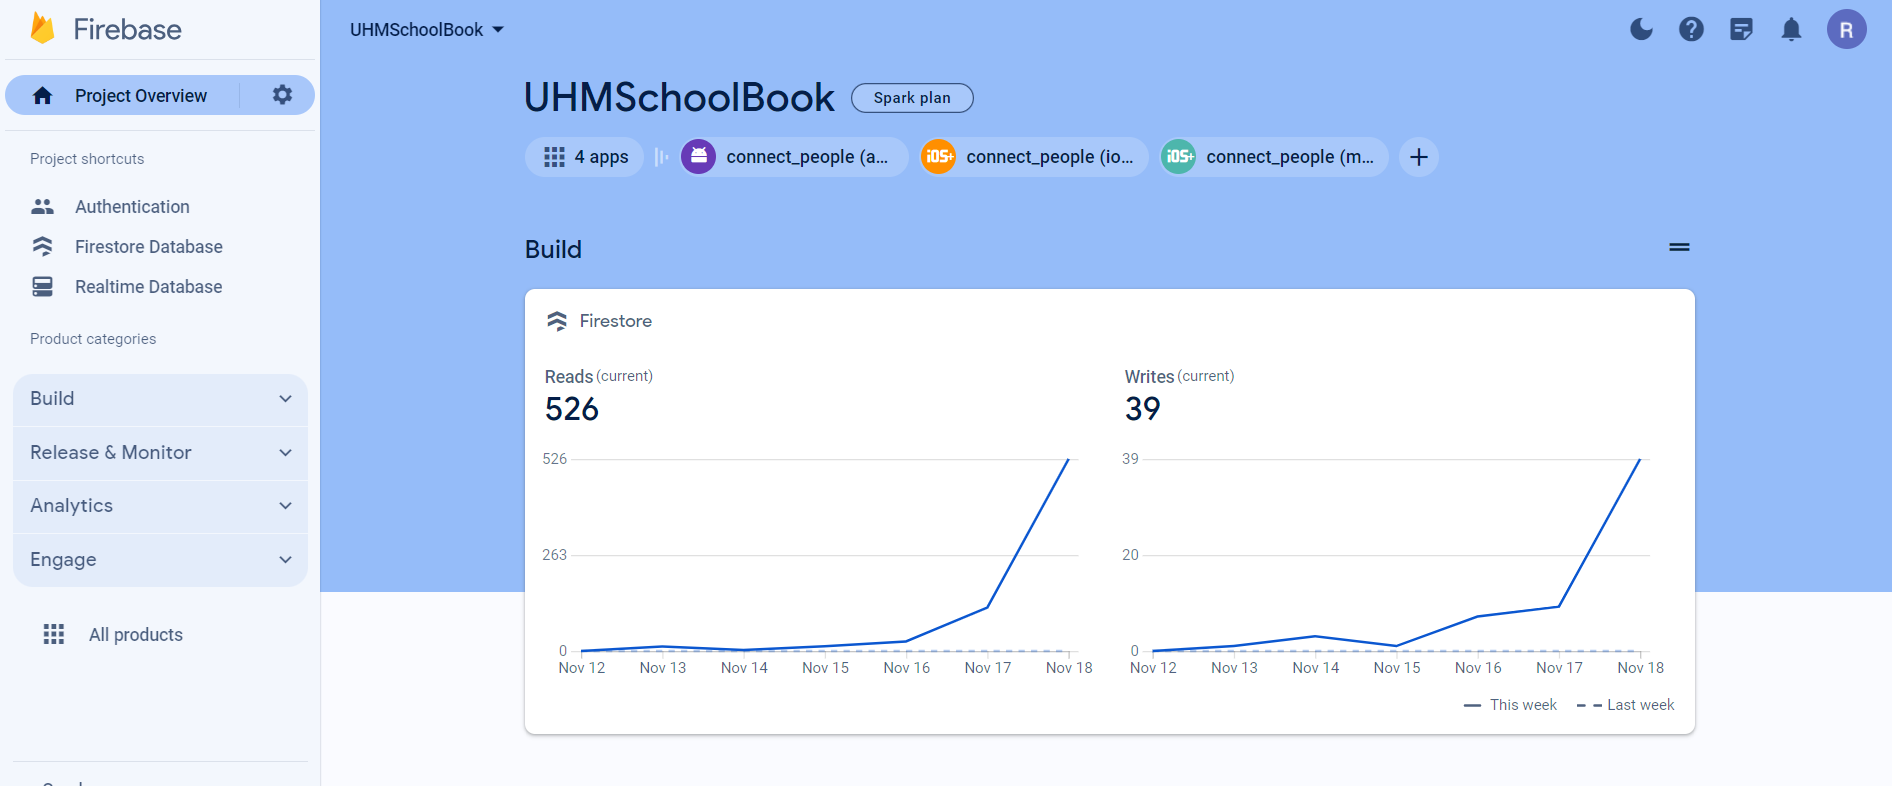 Firebase
Project Overview
Project shortcuts
Authentication
Firestore Database
Realtime Database
Product categories
Build
Release & Monitor
Analytics
Engage
All products
UHMSchoolBook
R
UHMSchoolBook Spark plan
4 apps connect_people (a... iOS+ connect_people (io... iOS+ connect_people (m...
Build
Firestore
Reads (current)
526
526
263
0
Nov 12 Nov 13 Nov 14 Nov 15 Nov 16 Nov 17 Nov 18
Writes (current)
39
39
20
0
Nov 12 Nov 13 Nov 14 Nov 15 Nov 16 Nov 17 Nov 18
This week Last week